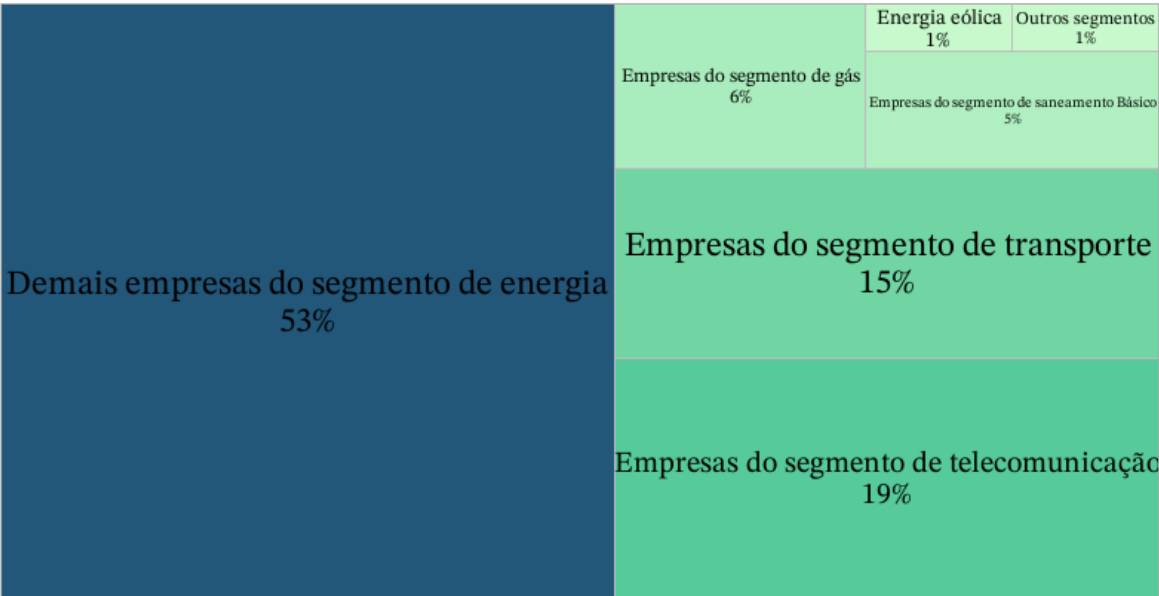 Demais empresas do segmento de energia
53%
Empresas do segmento de gás
6%
Energia eólica
1%
Outros segmentos
1%
Empresas do segmento de saneamento Básico
5%
Empresas do segmento de transporte
15%
Empresas do segmento de telecomunicação
19%